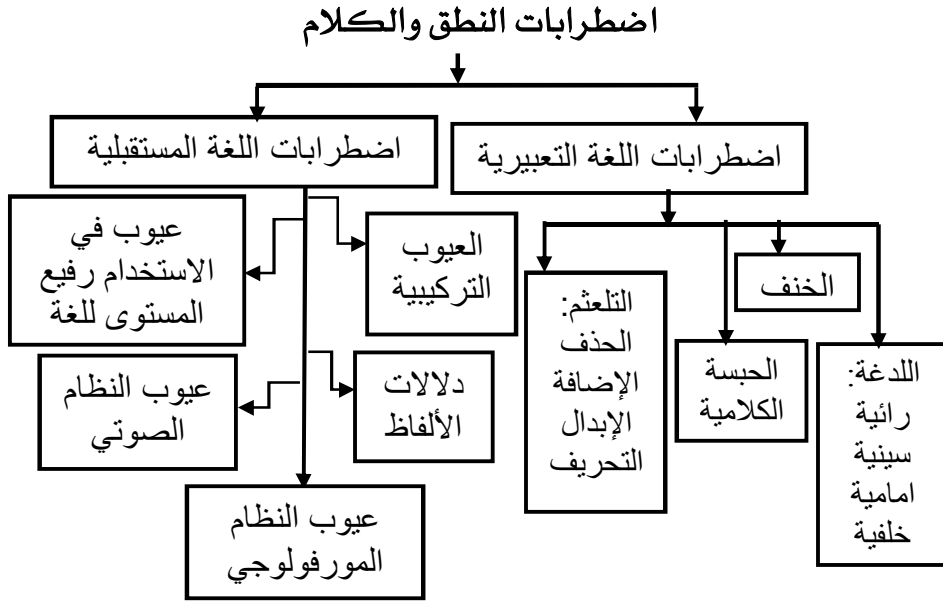 اضطرابات النطق والكلام
اضطرابات اللغة التعبيرية
اضطرابات اللغة المستقبلية
اللدغة:
رائية
سينية
امامية
خلفية
الخنف
الحبسة
الكلامية
التلعثم:
الحذف
الإضافة
الإبدال
التحريف
العيوب
التركيبية
عيوب في
الاستخدام رفيع
المستوى للغة
دلالات
الألفاظ
عيوب النظام
الصوتي
عيوب النظام
المورفولوجي